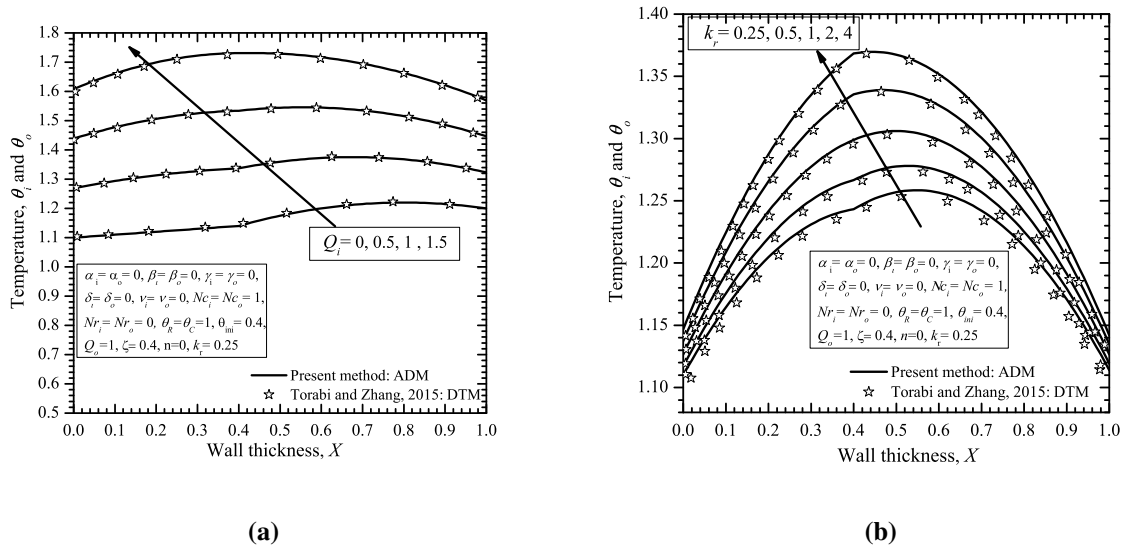 1.8
1.7
1.6
1.5
1.4
1.3
1.2
1.1
1.0
0.9
0.8
0.7
0.6
0.5
Temperature, θi and θo
Qi= 0, 0.5, 1 , 1.5
αi= αo= 0, βi= βo= 0, γi= γo= 0,
δi= δo= 0, νi= νo= 0, Nci= Nco= 1,
Nri= Nro= 0, θR=θC=1, θini= 0.4,
Qo=1, ζ= 0.4, n=0, kr= 0.25
Present method: ADM
Torabi and Zhang, 2015: DTM
0.0 0.1 0.2 0.3 0.4 0.5 0.6 0.7 0.8 0.9 1.0
Wall thickness, X
(a)
1.40
1.35
1.30
1.25
1.20
1.15
1.10
Temperature, θi and θo
kr = 0.25, 0.5, 1, 2, 4
αi= αo= 0, βi= βo= 0, γi= γo= 0,
δi= δo= 0, νi= νo= 0, Nci= Nco= 1,
Nri= Nro= 0, θR=θC=1, θini= 0.4,
Qo=1, ζ= 0.4, n=0, kr= 0.25
Present method: ADM
Torabi and Zhang, 2015: DTM
0.0 0.1 0.2 0.3 0.4 0.5 0.6 0.7 0.8 0.9 1.0
Wall thickness, X
(b)